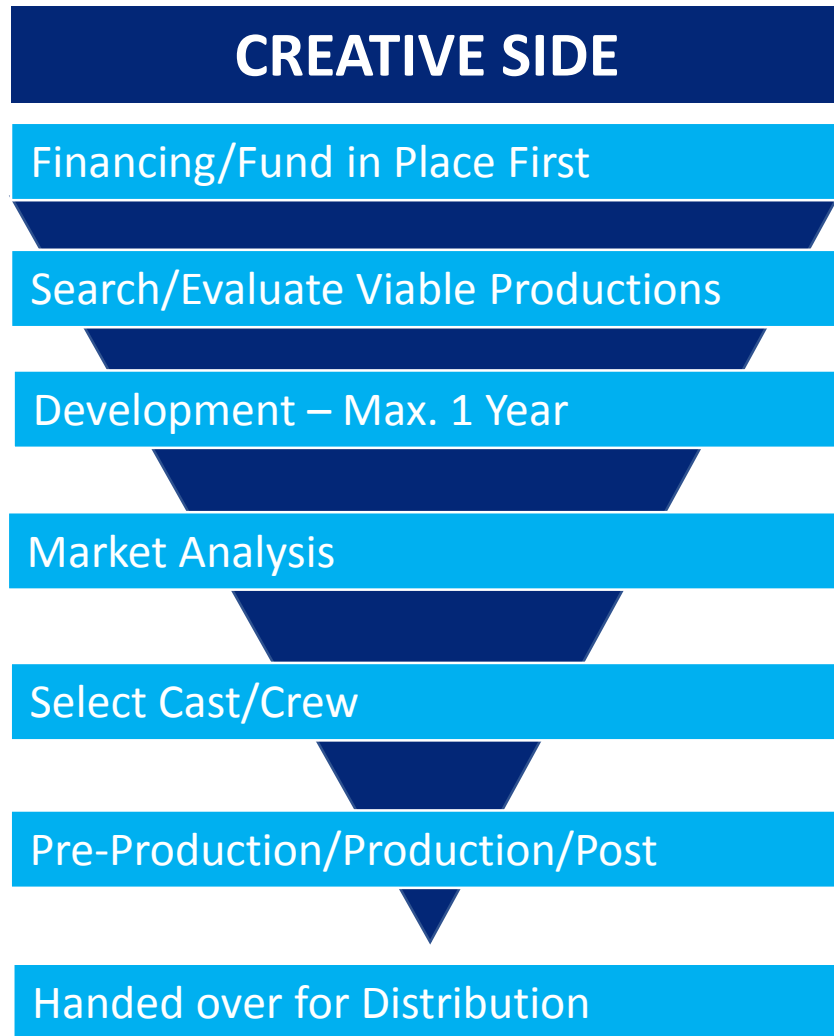 CREATIVE SIDE
Financing/Fund in Place First
Search/Evaluate Viable Productions
Development – Max. 1 Year
Market Analysis
Select Cast/Crew
Pre-Production/Production/Post
Handed over for Distribution